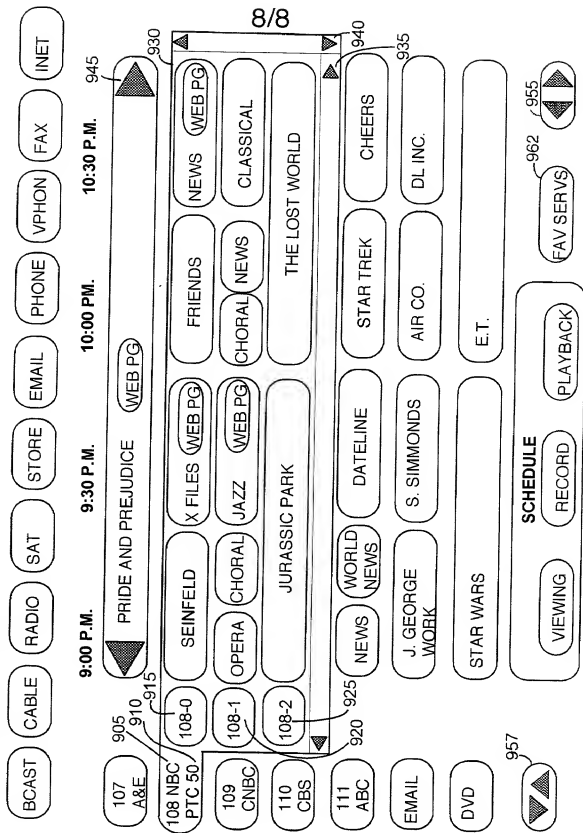 8/8
BCAST CABLE RADIO SAT STORE EMAIL PHONE VPHON FAX INET
9:00 P.M. 9:30 P.M. 10:00 PM. 10:30 P.M.
945
107
A&E
PRIDE AND PREJUDICE WEB PG
905
910
915
930
108 NBC
PTC 50
108-0 SEINFELD X FILES WEB PG FRIENDS NEWS WEB PG
109
CNBC
108-1 OPERA CHORAL JAZZ WEB PG CHORAL NEWS CLASSICAL
110
CBS
108-2 JURASSIC PARK THE LOST WORLD
920
925
940
935
111
ABC
NEWS
WORLD
NEWS
DATELINE STAR TREK CHEERS
EMAIL
J. GEORGE
WORK
S. SIMMONDS AIR CO. DL INC.
DVD STAR WARS E.T.
957
SCHEDULE
VIEWING RECORD PLAYBACK
962
FAV SERVS
955